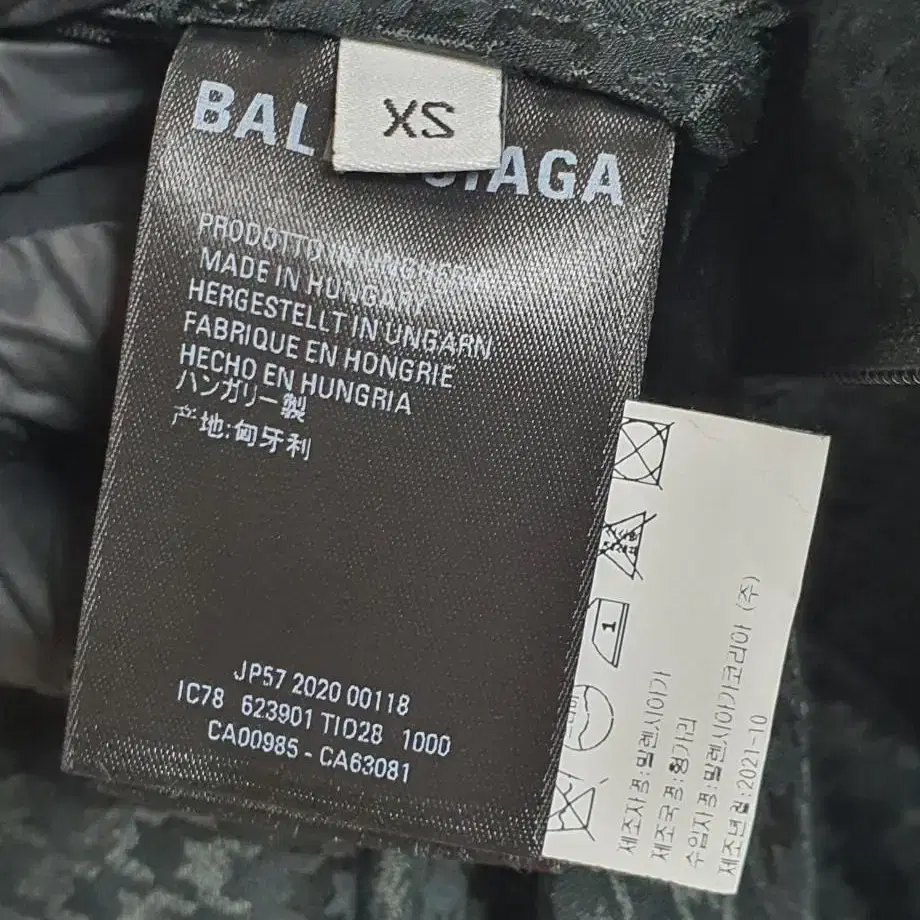 XS
BAL IAGA
PRODOTTO IN UNGHERIA
MADE IN HUNGARY
HERGESTELLT IN UNGARN
FABRIQUE EN HONGRIE
HECHO EN HUNGRIA
ハンガリー製
产地:匈牙利
JP57 2020 00118
IC78 623901 TIO28 1000
CA00985 - CA63081
1
제조자명:발렌시아가
제조국명:헝가리
수입자명:발렌시아가코리아 (주)
제조년월:2021-10